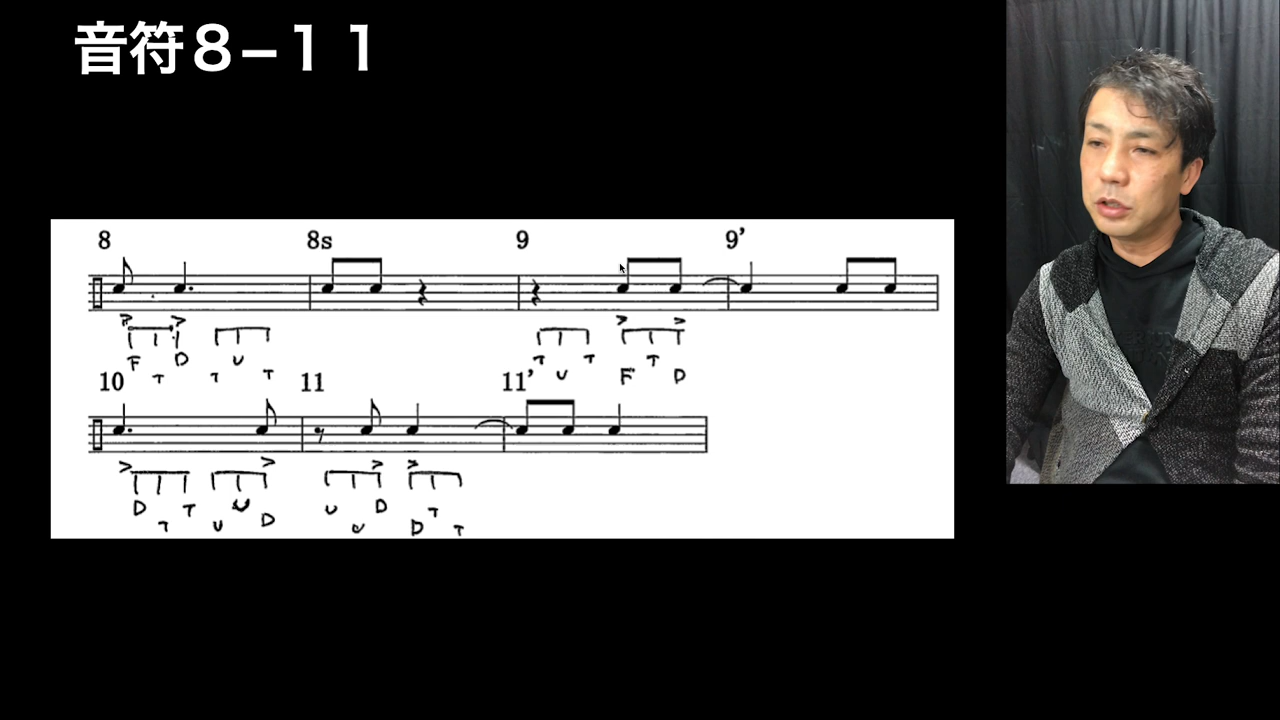 音符８−１１
8 8s 9 9’
F D U T U T F T D
T T T
10 11 11’
D T U D U D T
T U U D T